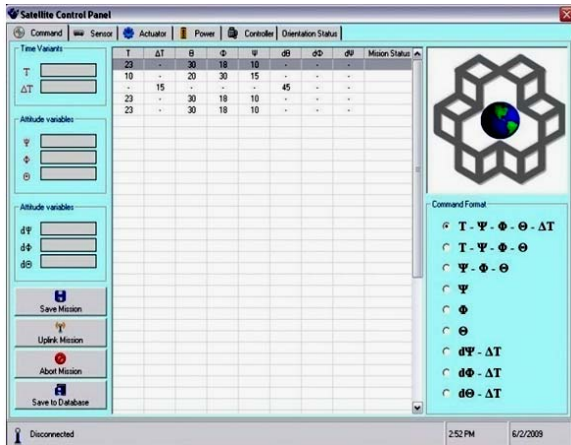 Satellite Control Panel
Command Sensor Actuator Power Controller Orientation Status
Time Variants
T
ΔT
Attitude variables
Ψ
Φ
Θ
Attitude variables
dΨ
dΦ
dΘ
Save Mission
Uplink Mission
Abort Mission
Save to Database
T ΔT θ Φ Ψ dθ dΦ dΨ Mision Status
23 - 30 18 10 - - -
10 - 20 30 15 - - -
- 15 - - - 45 - -
23 - 30 18 10 - - -
23 - 30 18 10 - - -
Command Format
T - Ψ - Φ - Θ - ΔT
T - Ψ - Φ - Θ
Ψ - Φ - Θ
Ψ
Φ
Θ
dΨ - ΔT
dΦ - ΔT
dΘ - ΔT
Disconnected 2:52 PM 6/2/2009